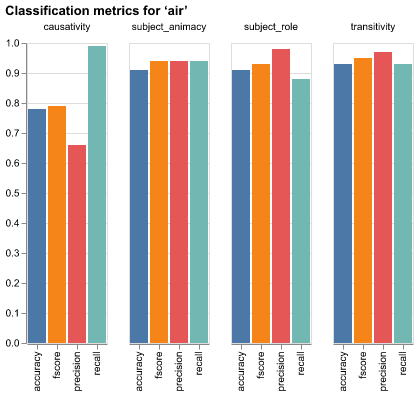 Classification metrics for ‘air’
causativity
subject_animacy
subject_role
transitivity
1.0
0.9
0.8
0.7
0.6
0.5
0.4
0.3
0.2
0.1
0.0
accuracy
fscore
precision
recall
accuracy
fscore
precision
recall
accuracy
fscore
precision
recall
accuracy
fscore
precision
recall